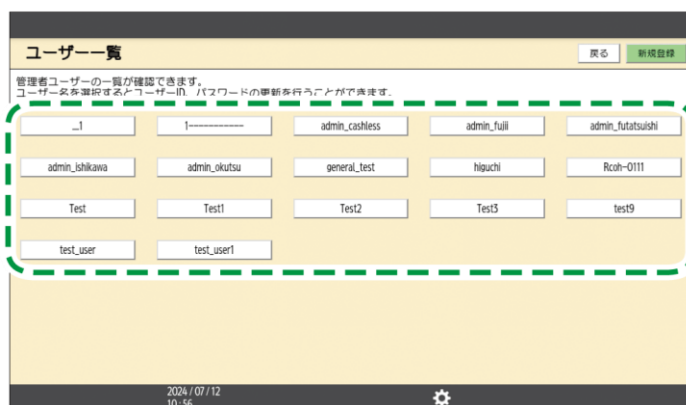 ユーザー一覧
戻る 新規登録
管理者ユーザーの一覧が確認できます。
ユーザー名を選択するとユーザーID、パスワードの更新を行うことができます。
_1 1----------- admin_cashless admin_fujii admin_futatsuishi
admin_ishikawa admin_okutsu general_test higuchi Rcoh-0111
Test Test1 Test2 Test3 test9
test_user test_user1
2024/07/12
10:56